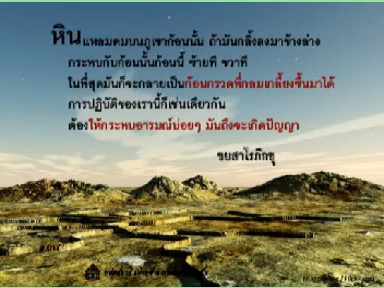 หินแหลมคมบนภูเขาก้อนนั้น ถ้ามันกลิ้งลงมาข้างล่าง
กระทบกับก้อนนั้นก้อนนี้ ซ้ายที ขวาที
ในที่สุดมันก็จะกลายเป็นก้อนกรวดที่กลมเกลี้ยงขึ้นมาได้
การปฏิบัติของเรานี้ก็เช่นเดียวกัน
ต้องให้กระทบอารมณ์บ่อยๆ มันถึงจะเกิดปัญญา
ชยสาโรภิกขุ